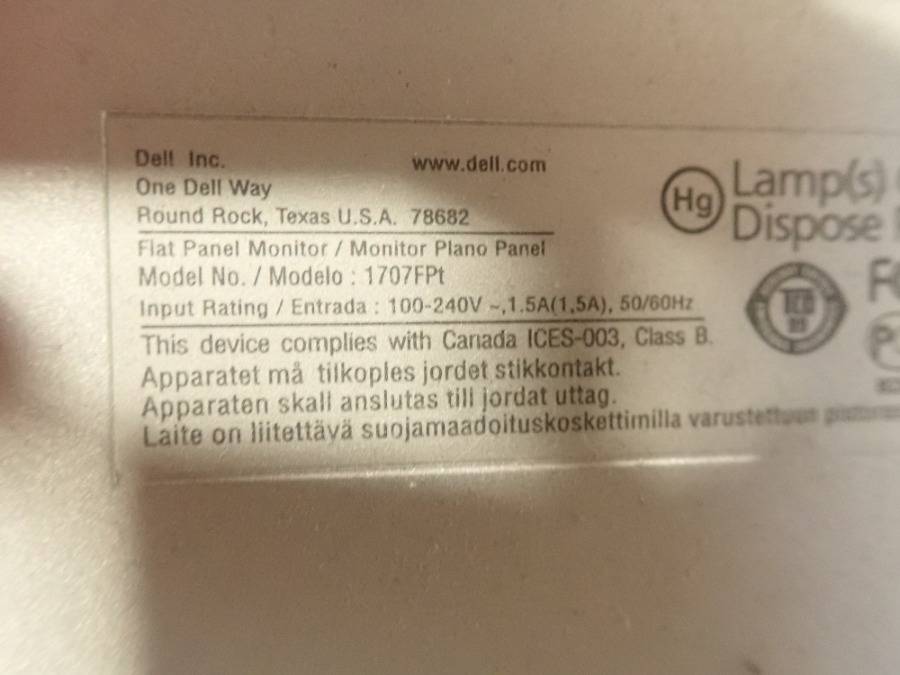 Dell Inc. www.dell.com
One Dell Way
Round Rock, Texas U.S.A. 78682
Flat Panel Monitor / Monitor Plano Panel
Model No. / Modelo : 1707FPt
Input Rating / Entrada : 100-240V ~,1.5A(1,5A), 50/60Hz
This device complies with Canada ICES-003, Class B.
Apparatet må tilkoples jordet stikkontakt.
Apparaten skall anslutas till jordat uttag.
Laite on liitettävä suojamaadoituskoskettimilla varustettuun
Hg
Lamp(s)
Dispose